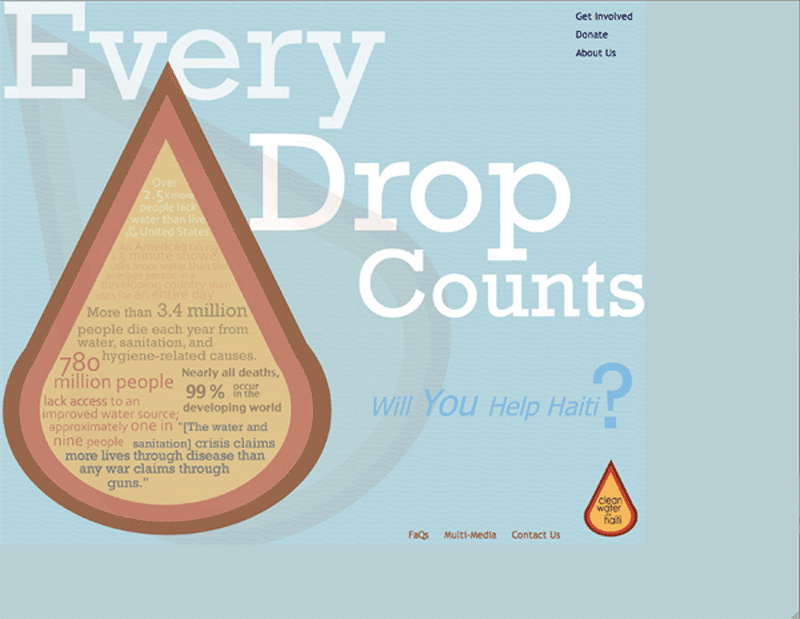 Every
Drop
Counts
Get Involved
Donate
About Us
Over
2.5x more
people lack
water than live
in the United States
An American taking
a 5 minute shower
uses more water than the
average person in a
developing country slum
uses for an entire day
More than 3.4 million
people die each year from
water, sanitation, and
hygiene-related causes.
780
million people
lack access to an
improved water source;
approximately one in
nine people
Nearly all deaths,
99 % occur
in the
developing world
"[The water and
sanitation] crisis claims
more lives through disease than
any war claims through
guns."
Will You Help Haiti?
clean
water
haiti
FaQs Multi-Media Contact Us